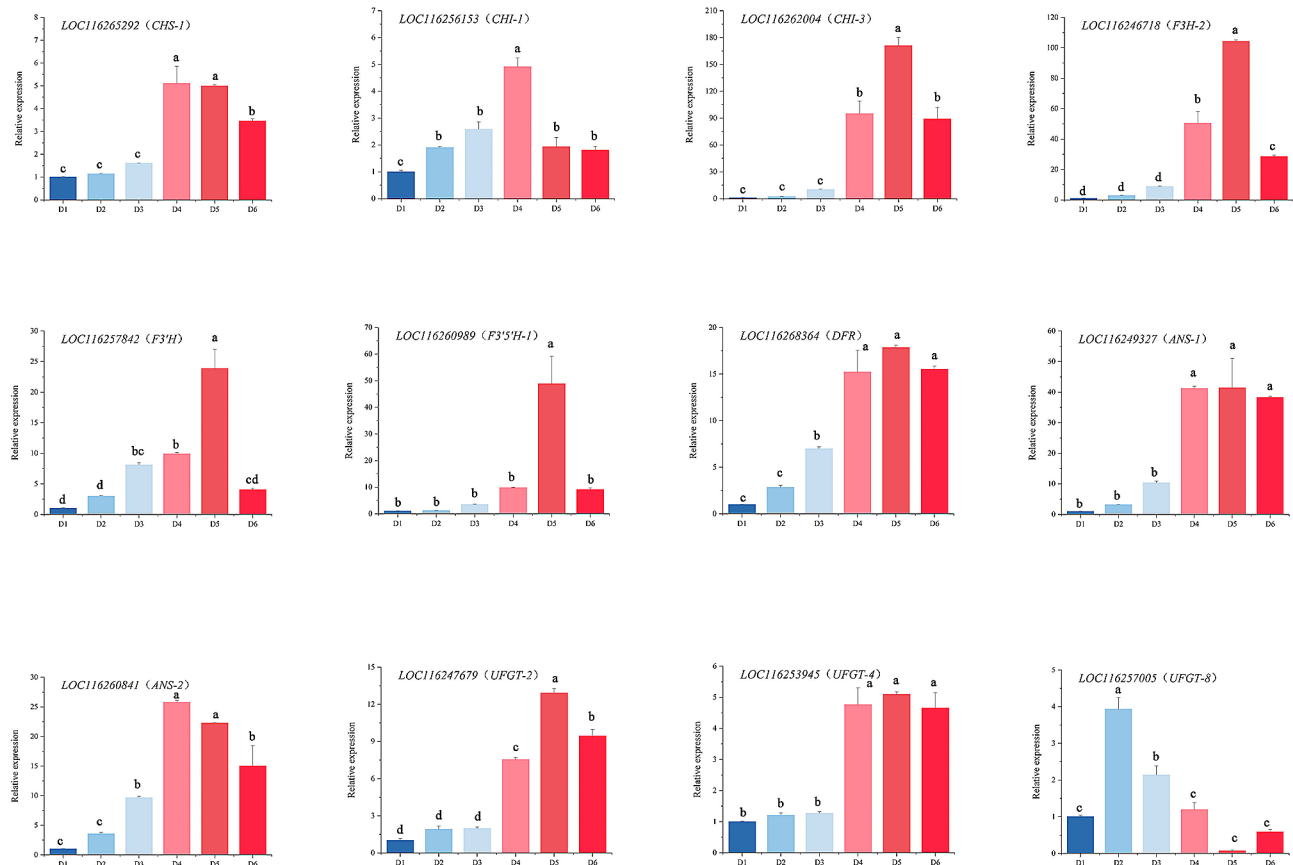 LOC116265292（CHS-1）
Relative expression
8
7
6
5
4
3
2
1
0
c
c
c
a
a
b
D1 D2 D3 D4 D5 D6
LOC116256153（CHI-1）
Relative expression
7
6
5
4
3
2
1
0
c
b
b
a
b
b
D1 D2 D3 D4 D5 D6
LOC116262004（CHI-3）
Relative expression
210
180
150
120
90
60
30
0
c
c
c
b
a
b
D1 D2 D3 D4 D5 D6
LOC116246718（F3H-2）
Relative expression
120
100
80
60
40
20
0
d
d
d
b
a
c
D1 D2 D3 D4 D5 D6
LOC116257842（F3'H）
Relative expression
30
25
20
15
10
5
0
d
d
bc
b
a
cd
D1 D2 D3 D4 D5 D6
LOC116260989（F3'5'H-1）
Relative expression
70
60
50
40
30
20
10
0
b
b
b
b
a
b
D1 D2 D3 D4 D5 D6
LOC116268364（DFR）
Relative expression
20
15
10
5
0
c
c
b
a
a
a
D1 D2 D3 D4 D5 D6
LOC116249327（ANS-1）
Relative expression
60
50
40
30
20
10
0
b
b
b
a
a
a
D1 D2 D3 D4 D5 D6
LOC116260841（ANS-2）
Relative expression
30
25
20
15
10
5
0
c
c
b
a
a
b
D1 D2 D3 D4 D5 D6
LOC116247679（UFGT-2）
Relative expression
15
12
9
6
3
0
d
d
d
c
a
b
D1 D2 D3 D4 D5 D6
LOC116253945（UFGT-4）
Relative expression
6
5
4
3
2
1
0
b
b
b
a
a
a
D1 D2 D3 D4 D5 D6
LOC116257005（UFGT-8）
Relative expression
5
4
3
2
1
0
c
a
b
c
c
c
D1 D2 D3 D4 D5 D6